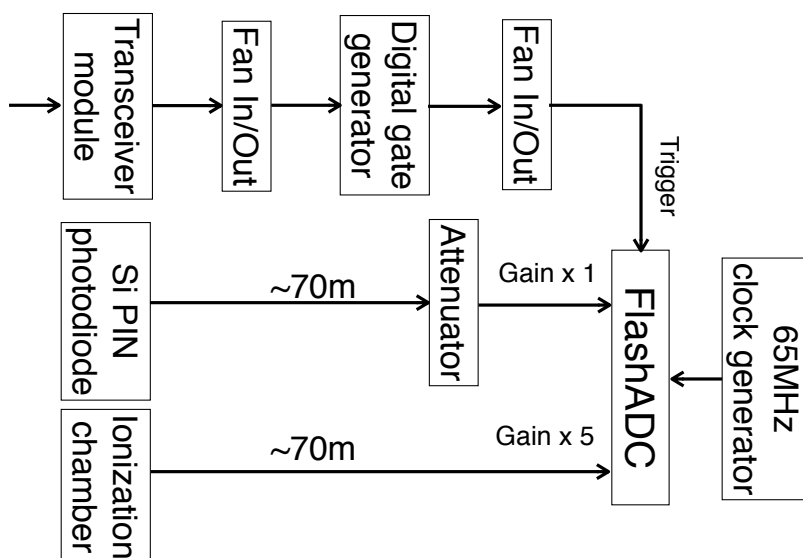 Transceiver
module
Fan In/Out
Digital gate
generator
Fan In/Out
Trigger
Si PIN
photodiode
~70m
Attenuator
Gain x 1
FlashADC
65MHz
clock generator
Ionization
chamber
~70m
Gain x 5